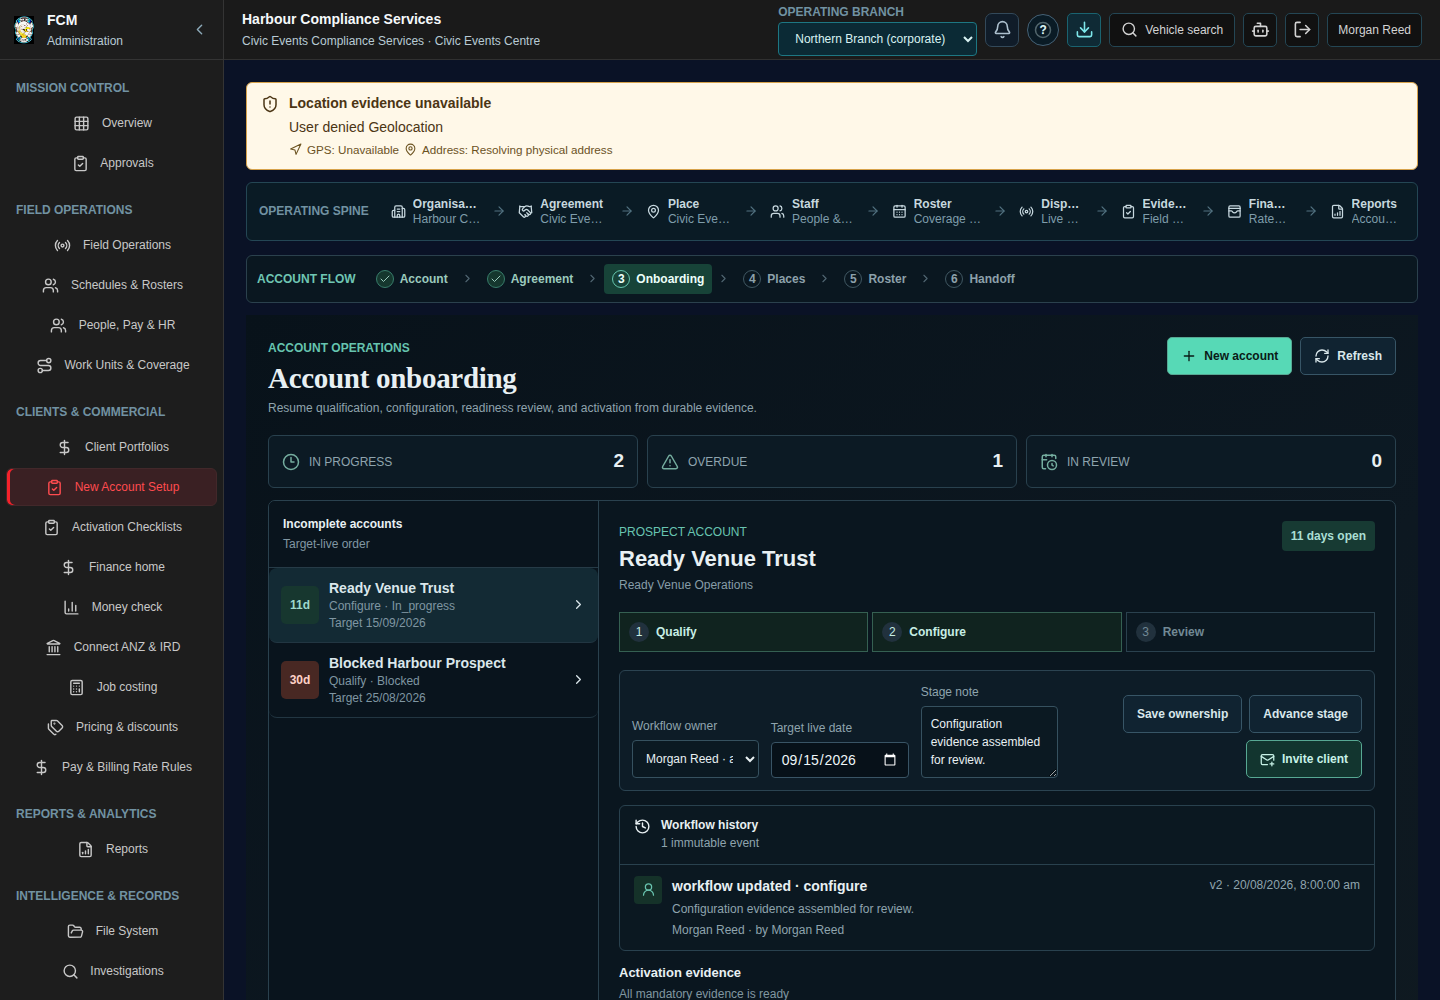 FCM
Administration
Harbour Compliance Services
Civic Events Compliance Services · Civic Events Centre
OPERATING BRANCH
Northern Branch (corporate)
Vehicle search
Morgan Reed
MISSION CONTROL
Overview
Approvals
FIELD OPERATIONS
Field Operations
Schedules & Rosters
People, Pay & HR
Work Units & Coverage
CLIENTS & COMMERCIAL
Client Portfolios
New Account Setup
Activation Checklists
Finance home
Money check
Connect ANZ & IRD
Job costing
Pricing & discounts
Pay & Billing Rate Rules
REPORTS & ANALYTICS
Reports
INTELLIGENCE & RECORDS
File System
Investigations
Location evidence unavailable
User denied Geolocation
GPS: Unavailable Address: Resolving physical address
OPERATING SPINE
Organisa…
Harbour C…
Agreement
Civic Eve…
Place
Civic Eve…
Staff
People &…
Roster
Coverage …
Disp…
Live …
Evide…
Field …
Fina…
Rate…
Reports
Accou…
ACCOUNT FLOW
Account
Agreement
3 Onboarding
4 Places
5 Roster
6 Handoff
ACCOUNT OPERATIONS
Account onboarding
Resume qualification, configuration, readiness review, and activation from durable evidence.
New account
Refresh
IN PROGRESS 2
OVERDUE 1
IN REVIEW 0
Incomplete accounts
Target-live order
11d
Ready Venue Trust
Configure · In_progress
Target 15/09/2026
30d
Blocked Harbour Prospect
Qualify · Blocked
Target 25/08/2026
PROSPECT ACCOUNT
Ready Venue Trust
Ready Venue Operations
11 days open
1 Qualify
2 Configure
3 Review
Workflow owner
Morgan Reed · a
Target live date
09/15/2026
Stage note
Configuration
evidence assembled
for review.
Save ownership
Advance stage
Invite client
Workflow history
1 immutable event
workflow updated · configure
v2 · 20/08/2026, 8:00:00 am
Configuration evidence assembled for review.
Morgan Reed · by Morgan Reed
Activation evidence
All mandatory evidence is ready